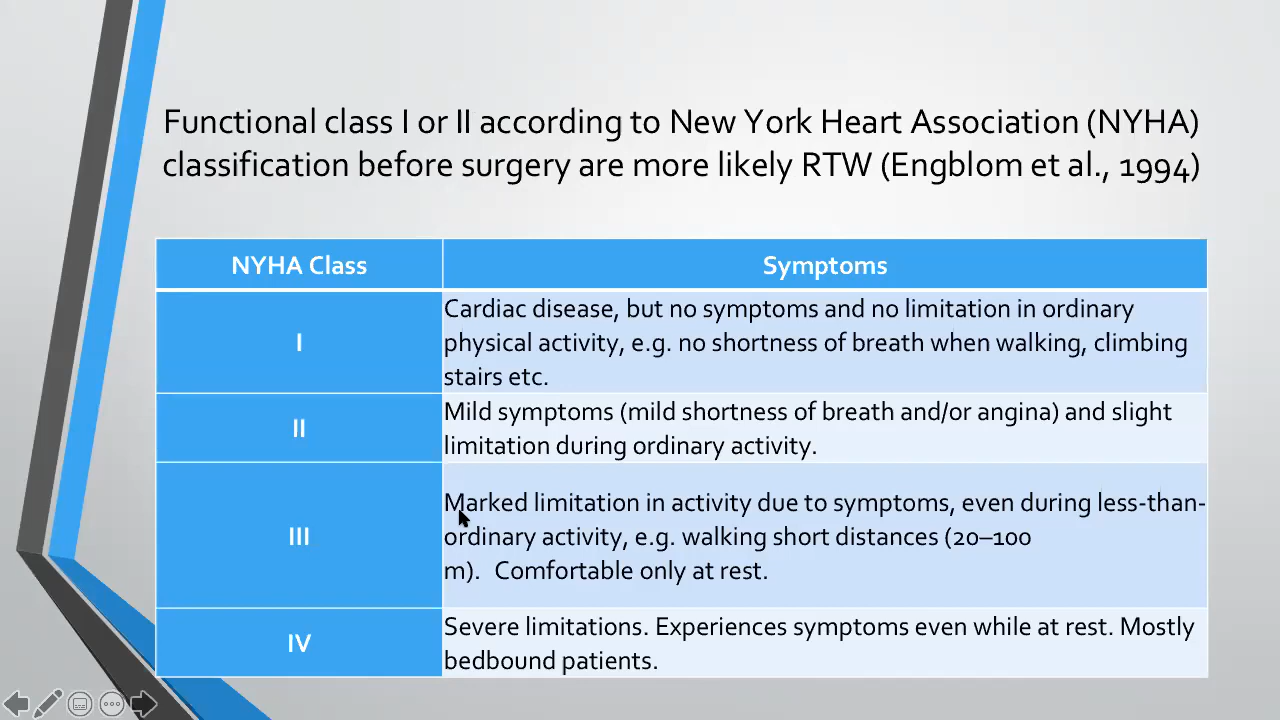 Functional class I or II according to New York Heart Association (NYHA)
classification before surgery are more likely RTW (Engblom et al., 1994)
NYHA Class
Symptoms
I
Cardiac disease, but no symptoms and no limitation in ordinary
physical activity, e.g. no shortness of breath when walking, climbing
stairs etc.
II
Mild symptoms (mild shortness of breath and/or angina) and slight
limitation during ordinary activity.
III
Marked limitation in activity due to symptoms, even during less-than-
ordinary activity, e.g. walking short distances (20–100
m).  Comfortable only at rest.
IV
Severe limitations. Experiences symptoms even while at rest. Mostly
bedbound patients.